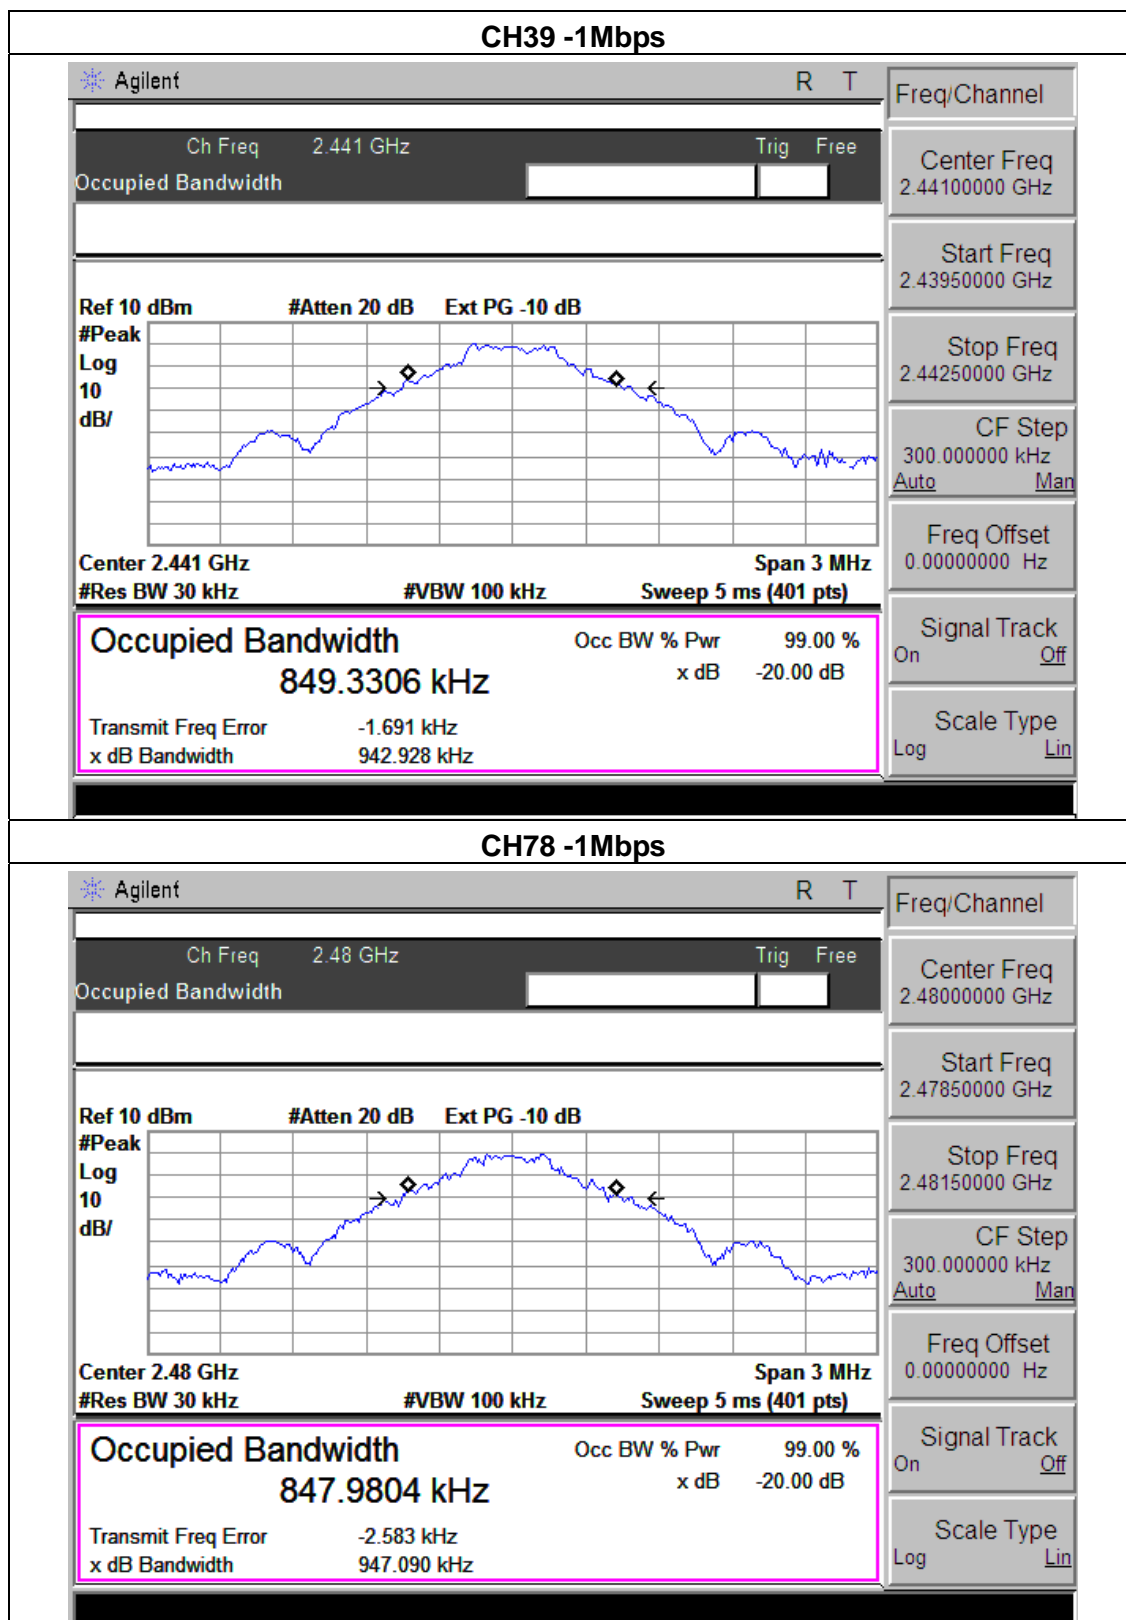 CH39 -1Mbps
Agilent R T
Freq/Channel
Ch Freq 2.441 GHz Trig Free
Occupied Bandwidth
Center Freq
2.44100000 GHz
Start Freq
2.43950000 GHz
Stop Freq
2.44250000 GHz
CF Step
300.000000 kHz
Auto Man
Freq Offset
0.00000000 Hz
Signal Track
On Off
Scale Type
Log Lin
Ref 10 dBm #Atten 20 dB Ext PG -10 dB
#Peak
Log
10
dB/
Center 2.441 GHz Span 3 MHz
#Res BW 30 kHz #VBW 100 kHz Sweep 5 ms (401 pts)
Occupied Bandwidth Occ BW % Pwr 99.00 %
849.3306 kHz x dB -20.00 dB
Transmit Freq Error -1.691 kHz
x dB Bandwidth 942.928 kHz
CH78 -1Mbps
Agilent R T
Freq/Channel
Ch Freq 2.48 GHz Trig Free
Occupied Bandwidth
Center Freq
2.48000000 GHz
Start Freq
2.47850000 GHz
Stop Freq
2.48150000 GHz
CF Step
300.000000 kHz
Auto Man
Freq Offset
0.00000000 Hz
Signal Track
On Off
Scale Type
Log Lin
Ref 10 dBm #Atten 20 dB Ext PG -10 dB
#Peak
Log
10
dB/
Center 2.48 GHz Span 3 MHz
#Res BW 30 kHz #VBW 100 kHz Sweep 5 ms (401 pts)
Occupied Bandwidth Occ BW % Pwr 99.00 %
847.9804 kHz x dB -20.00 dB
Transmit Freq Error -2.583 kHz
x dB Bandwidth 947.090 kHz